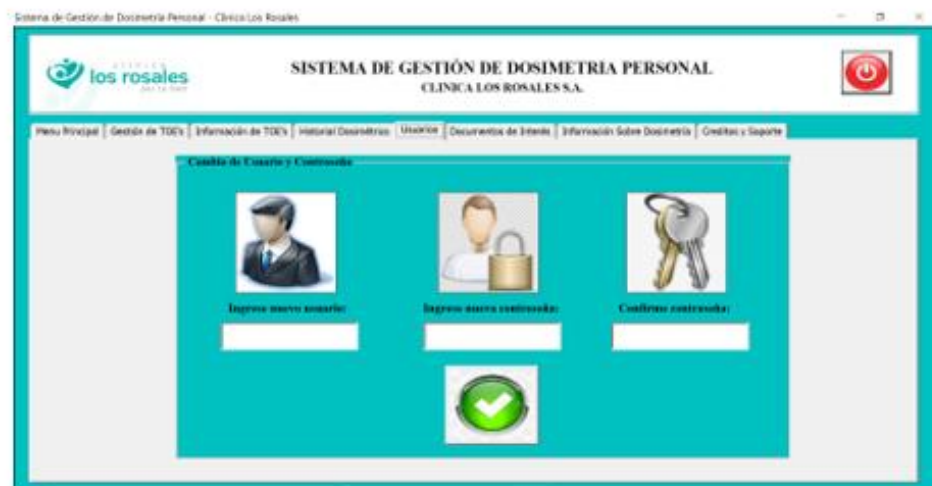 Sistema de Gestión de Dosimetría Personal - Clínica Los Rosales
SISTEMA DE GESTIÓN DE DOSIMETRIA PERSONAL
CLINICA LOS ROSALES S.A.
CLINICA
los rosales
Menu Principal
Gestión de TOE's
Información de TOE's
Historial Dosimétrico
Usuarios
Documentos de Interés
Información Sobre Dosimetría
Creditos y Soporte
Cambio de Usuario y Contraseña
Ingrese nuevo usuario:
Ingrese nueva contraseña:
Confirme contraseña: